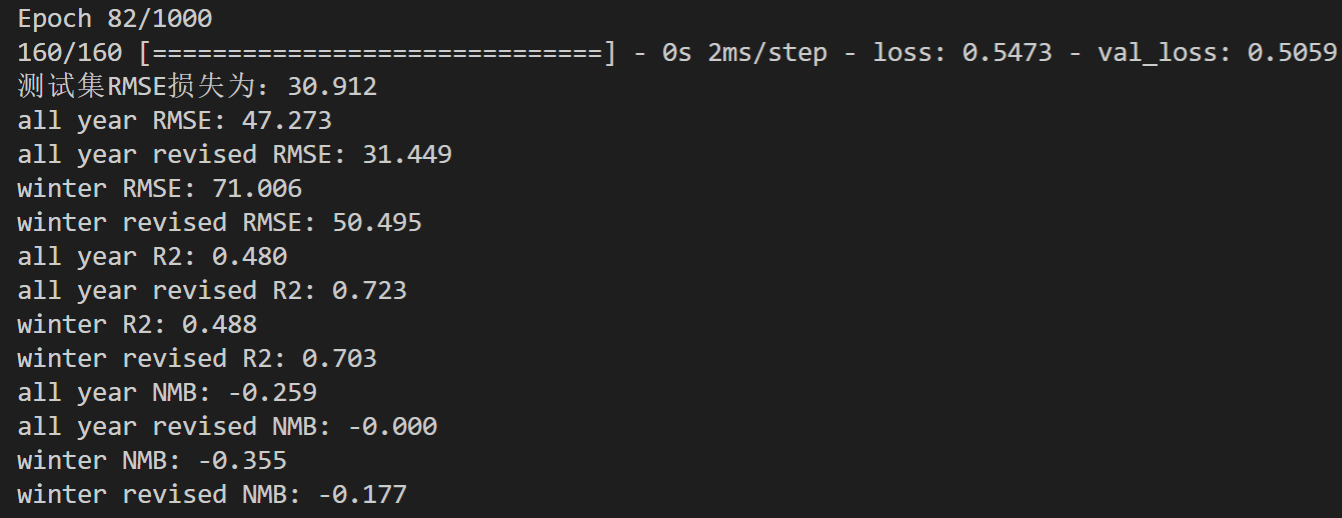 Epoch 82/1000
160/160 [==============================] - 0s 2ms/step - loss: 0.5473 - val_loss: 0.5059
测试集RMSE损失为：30.912
all year RMSE: 47.273
all year revised RMSE: 31.449
winter RMSE: 71.006
winter revised RMSE: 50.495
all year R2: 0.480
all year revised R2: 0.723
winter R2: 0.488
winter revised R2: 0.703
all year NMB: -0.259
all year revised NMB: -0.000
winter NMB: -0.355
winter revised NMB: -0.177